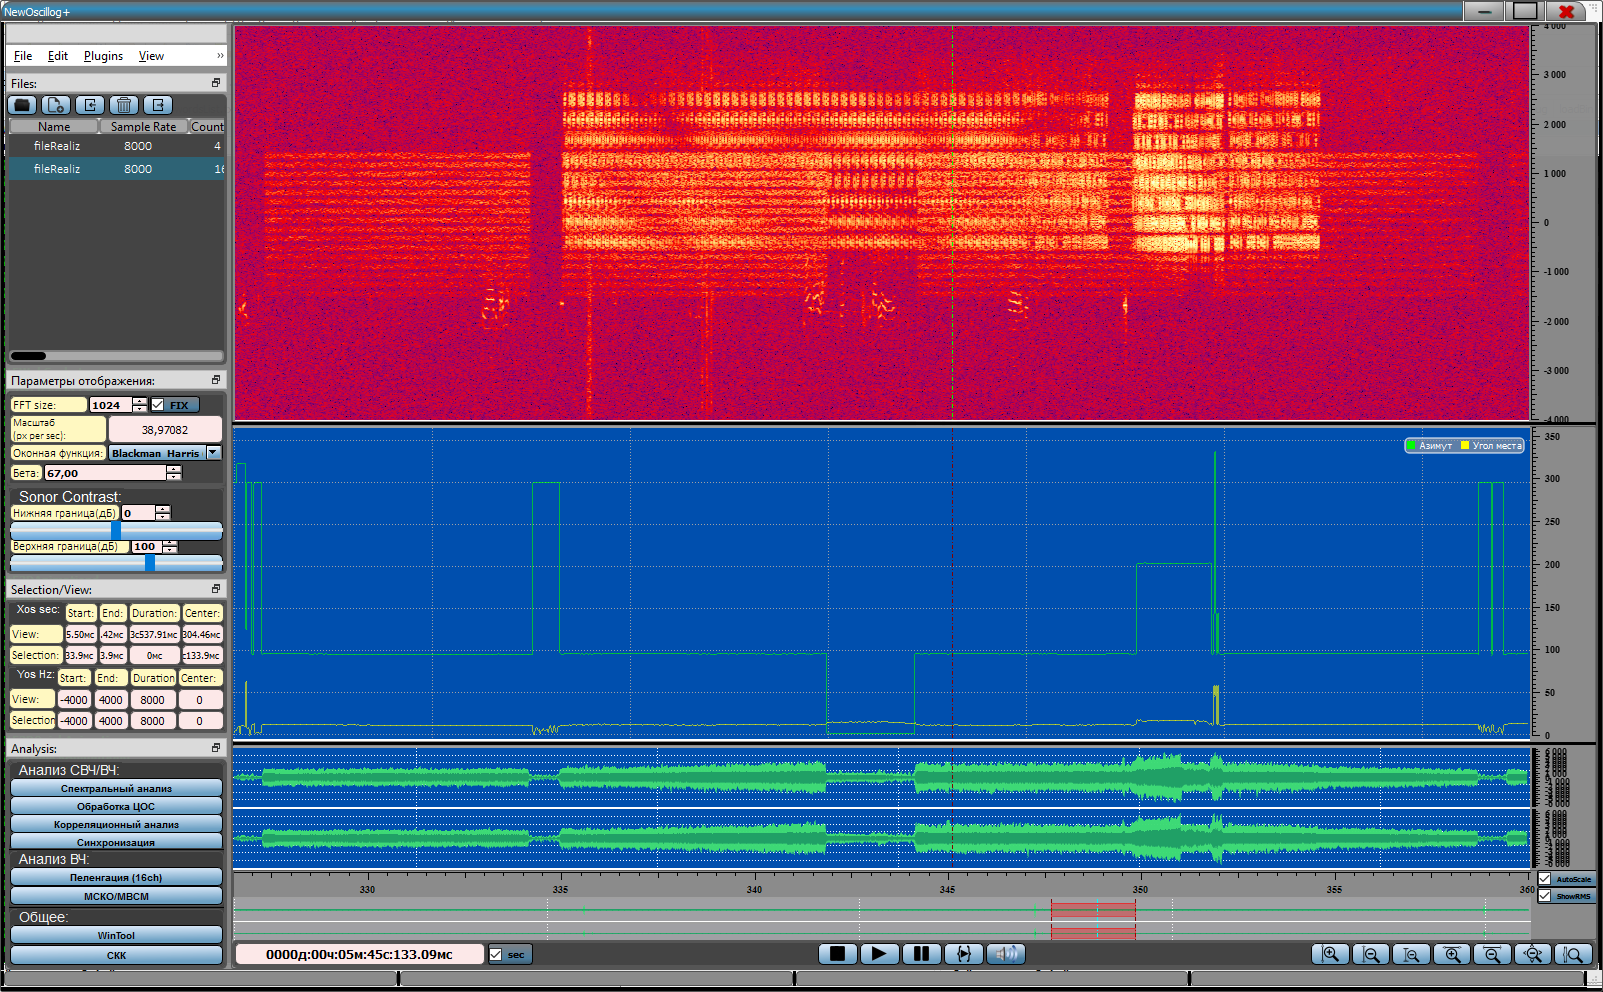 NewOscillog+
File Edit Plugins View »
Files:
Name Sample Rate Count
fileRealiz 8000 4
fileRealiz 8000 16
Параметры отображения:
FFT size: 1024 FIX
Масштаб
(px per sec): 38,97082
Оконная функция: Blackman Harris
Бета: 67,00
Sonor Contrast:
Нижняя граница(дБ) 0
Верхняя граница(дБ) 100
Selection/View:
Xos sec: Start: End: Duration: Center:
View: 5.50мс .42мс 3с537.91мс 304.46мс
Selection: 33.9мс 3.9мс 0мс с133.9мс
Yos Hz: Start: End: Duration Center:
View: -4000 4000 8000 0
Selection -4000 4000 8000 0
Analysis:
Анализ СВЧ/ВЧ:
Спектральный анализ
Обработка ЦОС
Корреляционный анализ
Синхронизация
Анализ ВЧ:
Пеленгация (16ch)
МСКО/МВСМ
Общее:
WinTool
СКК
4 000
3 000
2 000
1 000
0
-1 000
-2 000
-3 000
-4 000
Азимут Угол места
350
300
250
200
150
100
50
0
330 335 340 345 350 355 360
AutoScale
ShowRMS
0000д:00ч:05м:45с:133.09мс sec